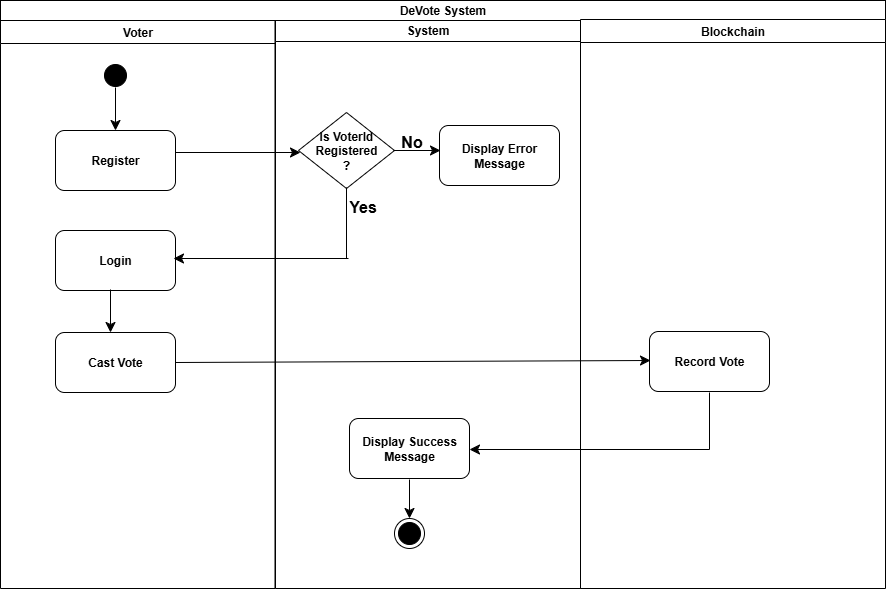 DeVote System
Voter
System
Blockchain
Is VoterId
Registered
?
No
Display Error
Message
Register
Yes
Login
Cast Vote
Record Vote
Display Success
Message